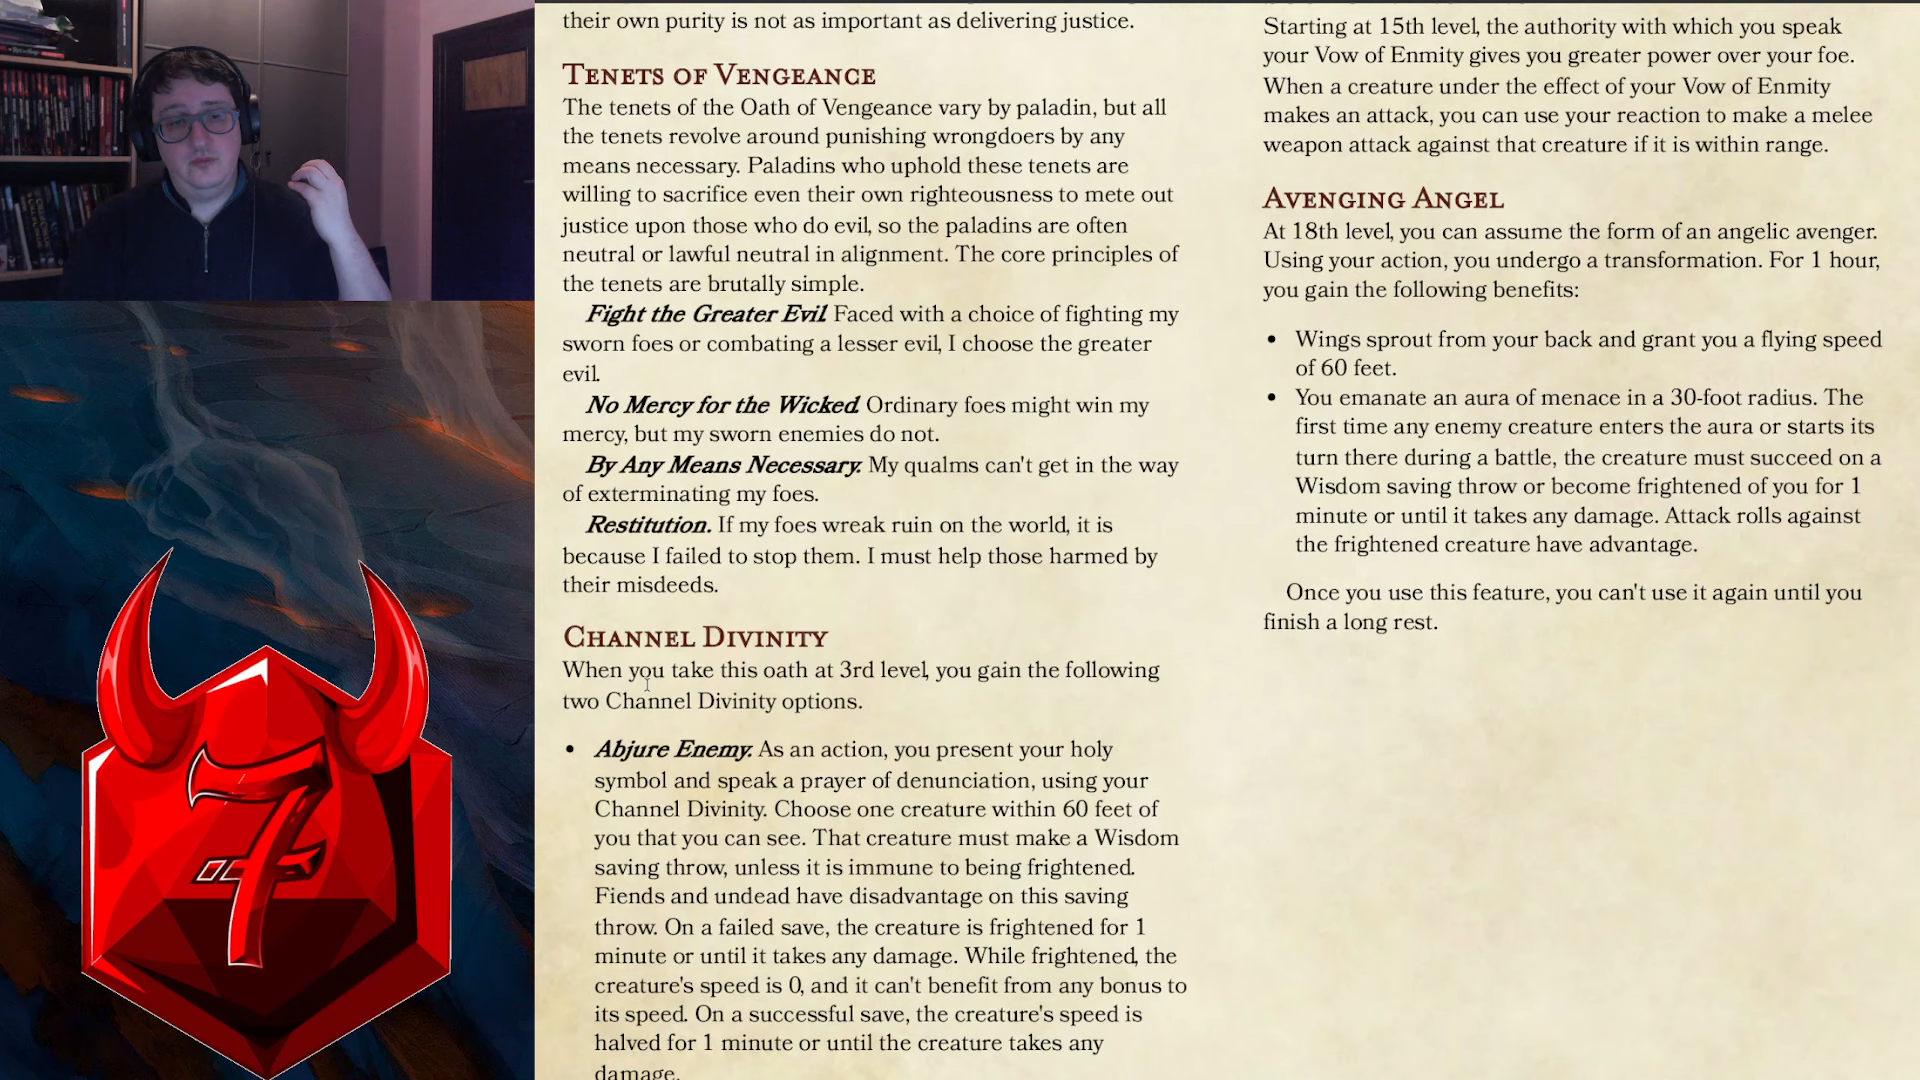 their own purity is not as important as delivering justice.
TENETS OF VENGEANCE
The tenets of the Oath of Vengeance vary by paladin, but all
the tenets revolve around punishing wrongdoers by any
means necessary. Paladins who uphold these tenets are
willing to sacrifice even their own righteousness to mete out
justice upon those who do evil, so the paladins are often
neutral or lawful neutral in alignment. The core principles of
the tenets are brutally simple.
Fight the Greater Evil. Faced with a choice of fighting my
sworn foes or combating a lesser evil, I choose the greater
evil.
No Mercy for the Wicked. Ordinary foes might win my
mercy, but my sworn enemies do not.
By Any Means Necessary. My qualms can't get in the way
of exterminating my foes.
Restitution. If my foes wreak ruin on the world, it is
because I failed to stop them. I must help those harmed by
their misdeeds.
CHANNEL DIVINITY
When you take this oath at 3rd level, you gain the following
two Channel Divinity options.
• Abjure Enemy. As an action, you present your holy
symbol and speak a prayer of denunciation, using your
Channel Divinity. Choose one creature within 60 feet of
you that you can see. That creature must make a Wisdom
saving throw, unless it is immune to being frightened.
Fiends and undead have disadvantage on this saving
throw. On a failed save, the creature is frightened for 1
minute or until it takes any damage. While frightened, the
creature's speed is 0, and it can't benefit from any bonus to
its speed. On a successful save, the creature's speed is
halved for 1 minute or until the creature takes any
damage.
Starting at 15th level, the authority with which you speak
your Vow of Enmity gives you greater power over your foe.
When a creature under the effect of your Vow of Enmity
makes an attack, you can use your reaction to make a melee
weapon attack against that creature if it is within range.
AVENGING ANGEL
At 18th level, you can assume the form of an angelic avenger.
Using your action, you undergo a transformation. For 1 hour,
you gain the following benefits:
• Wings sprout from your back and grant you a flying speed
of 60 feet.
• You emanate an aura of menace in a 30-foot radius. The
first time any enemy creature enters the aura or starts its
turn there during a battle, the creature must succeed on a
Wisdom saving throw or become frightened of you for 1
minute or until it takes any damage. Attack rolls against
the frightened creature have advantage.
Once you use this feature, you can't use it again until you
finish a long rest.
7